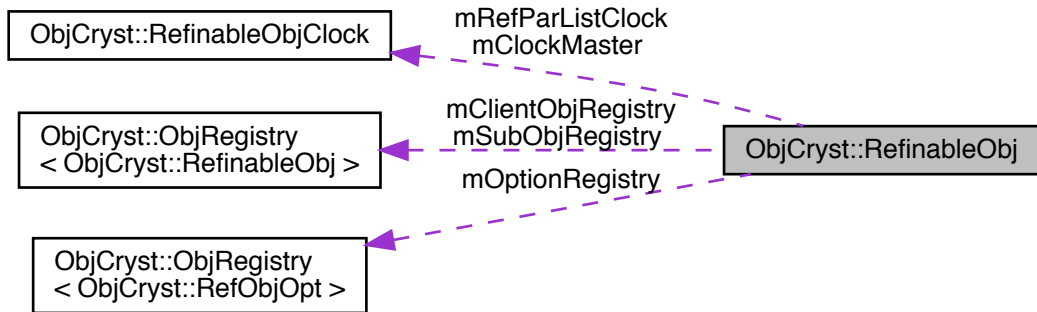 ObjCryst::RefinableObjClock
mRefParListClock
mClockMaster
ObjCryst::ObjRegistry
< ObjCryst::RefinableObj >
mClientObjRegistry
mSubObjRegistry
ObjCryst::RefinableObj
mOptionRegistry
ObjCryst::ObjRegistry
< ObjCryst::RefObjOpt >